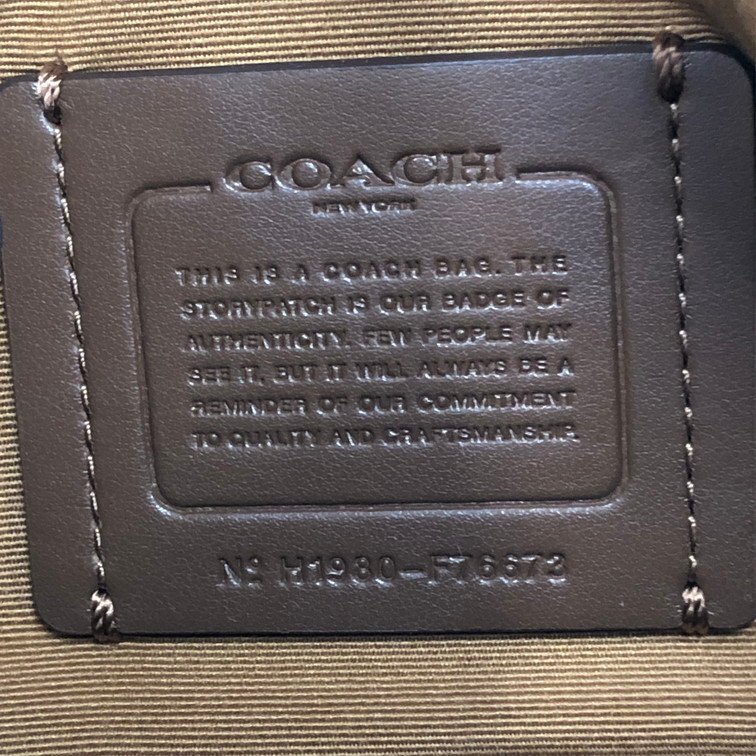 COACH
NEW YORK
THIS IS A COACH BAG. THE
STORYPATCH IS OUR BADGE OF
AUTHENTICITY. FEW PEOPLE MAY
SEE IT, BUT IT WILL ALWAYS BE A
REMINDER OF OUR COMMITMENT
TO QUALITY AND CRAFTSMANSHIP.
Nº H1930-F76673